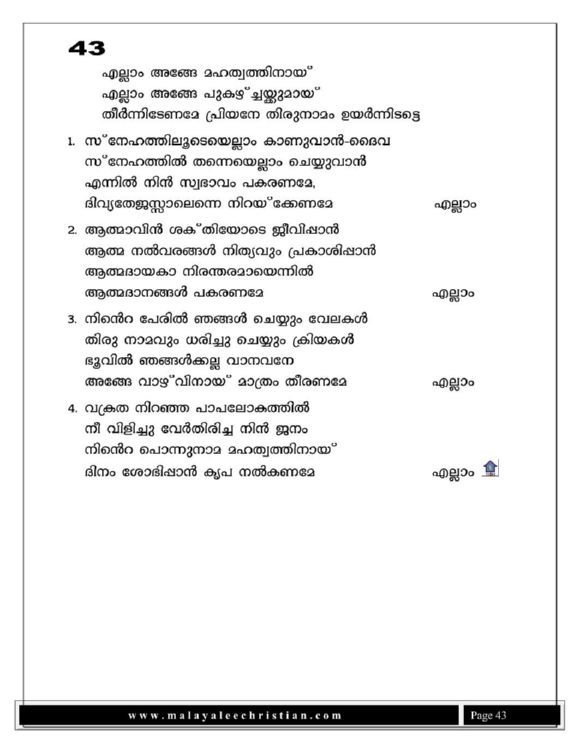 43
എല്ലാം അങ്ങേ മഹത്വത്തിനായ്
എല്ലാം അങ്ങേ പുകഴ്ച്ചയ്ക്കുമായ്
തീർന്നിടേണമേ പ്രിയനേ തിരുനാമം ഉയർന്നിടട്ടെ
1. സ്നേഹത്തിലൂടെയെല്ലാം കാണുവാൻ-ദൈവ
സ്നേഹത്തിൽ തന്നെയെല്ലാം ചെയ്യുവാൻ
എന്നിൽ നിൻ സ്വഭാവം പകരണമേ,
ദിവ്യതേജസ്സാലെന്നെ നിറയ്ക്കേണമേ എല്ലാം
2. ആത്മാവിൻ ശക്തിയോടെ ജീവിപ്പാൻ
ആത്മ നൽവരങ്ങൾ നിത്യവും പ്രകാശിപ്പാൻ
ആത്മദായകാ നിരന്തരമായെന്നിൽ
ആത്മദാനങ്ങൾ പകരണമേ എല്ലാം
3. നിന്റെ പേരിൽ ഞങ്ങൾ ചെയ്യും വേലകൾ
തിരു നാമവും ധരിച്ചു ചെയ്യും ക്രിയകൾ
ഭൂവിൽ ഞങ്ങൾക്കല്ല വാനവനേ
അങ്ങേ വാഴ്വിനായ് മാത്രം തീരണമേ എല്ലാം
4. വക്രത നിറഞ്ഞ പാപലോകത്തിൽ
നീ വിളിച്ചു വേർതിരിച്ച നിൻ ജനം
നിന്റെ പൊന്നുനാമ മഹത്വത്തിനായ്
ദിനം ശോഭിപ്പാൻ കൃപ നൽകണമേ എല്ലാം
www.malayaleechristian.com Page 43